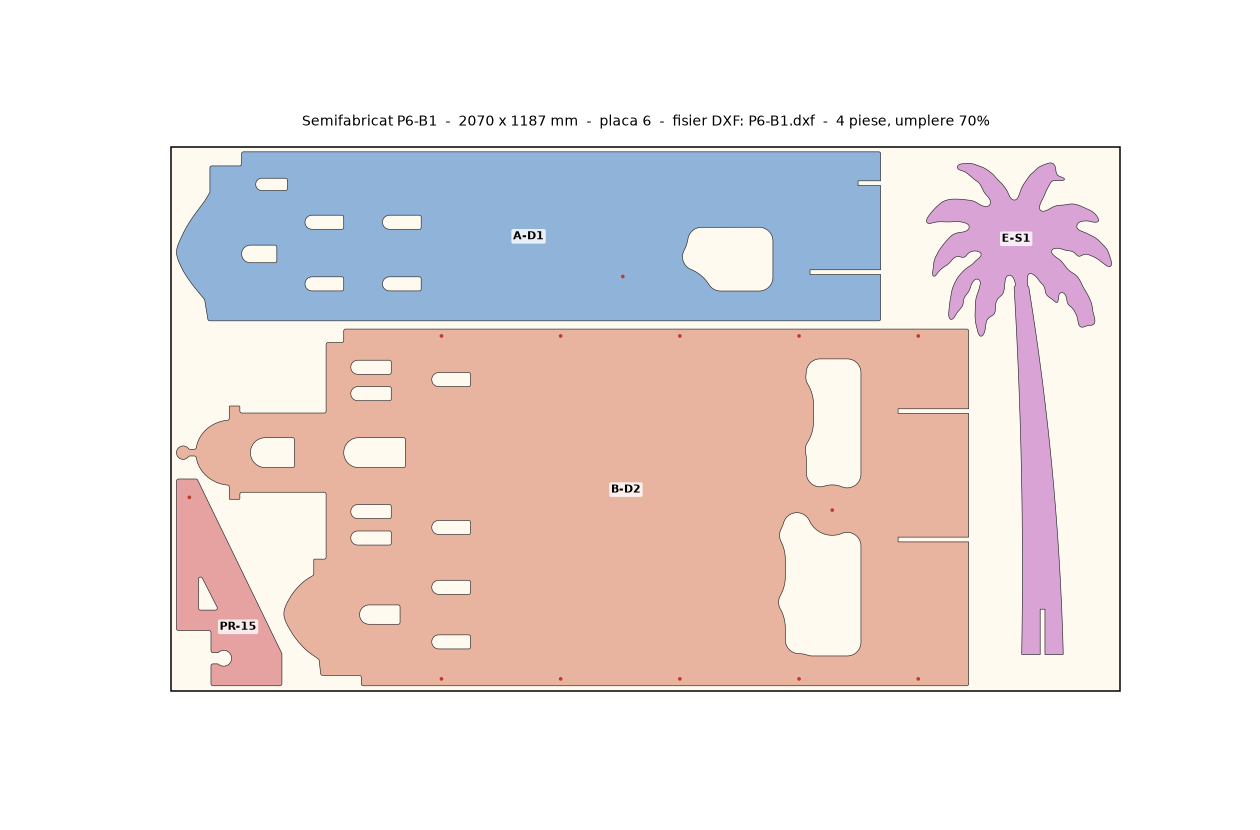 Semifabricat P6-B1 - 2070 x 1187 mm - placa 6 - fisier DXF: P6-B1.dxf - 4 piese, umplere 70%
A-D1
E-S1
B-D2
PR-15